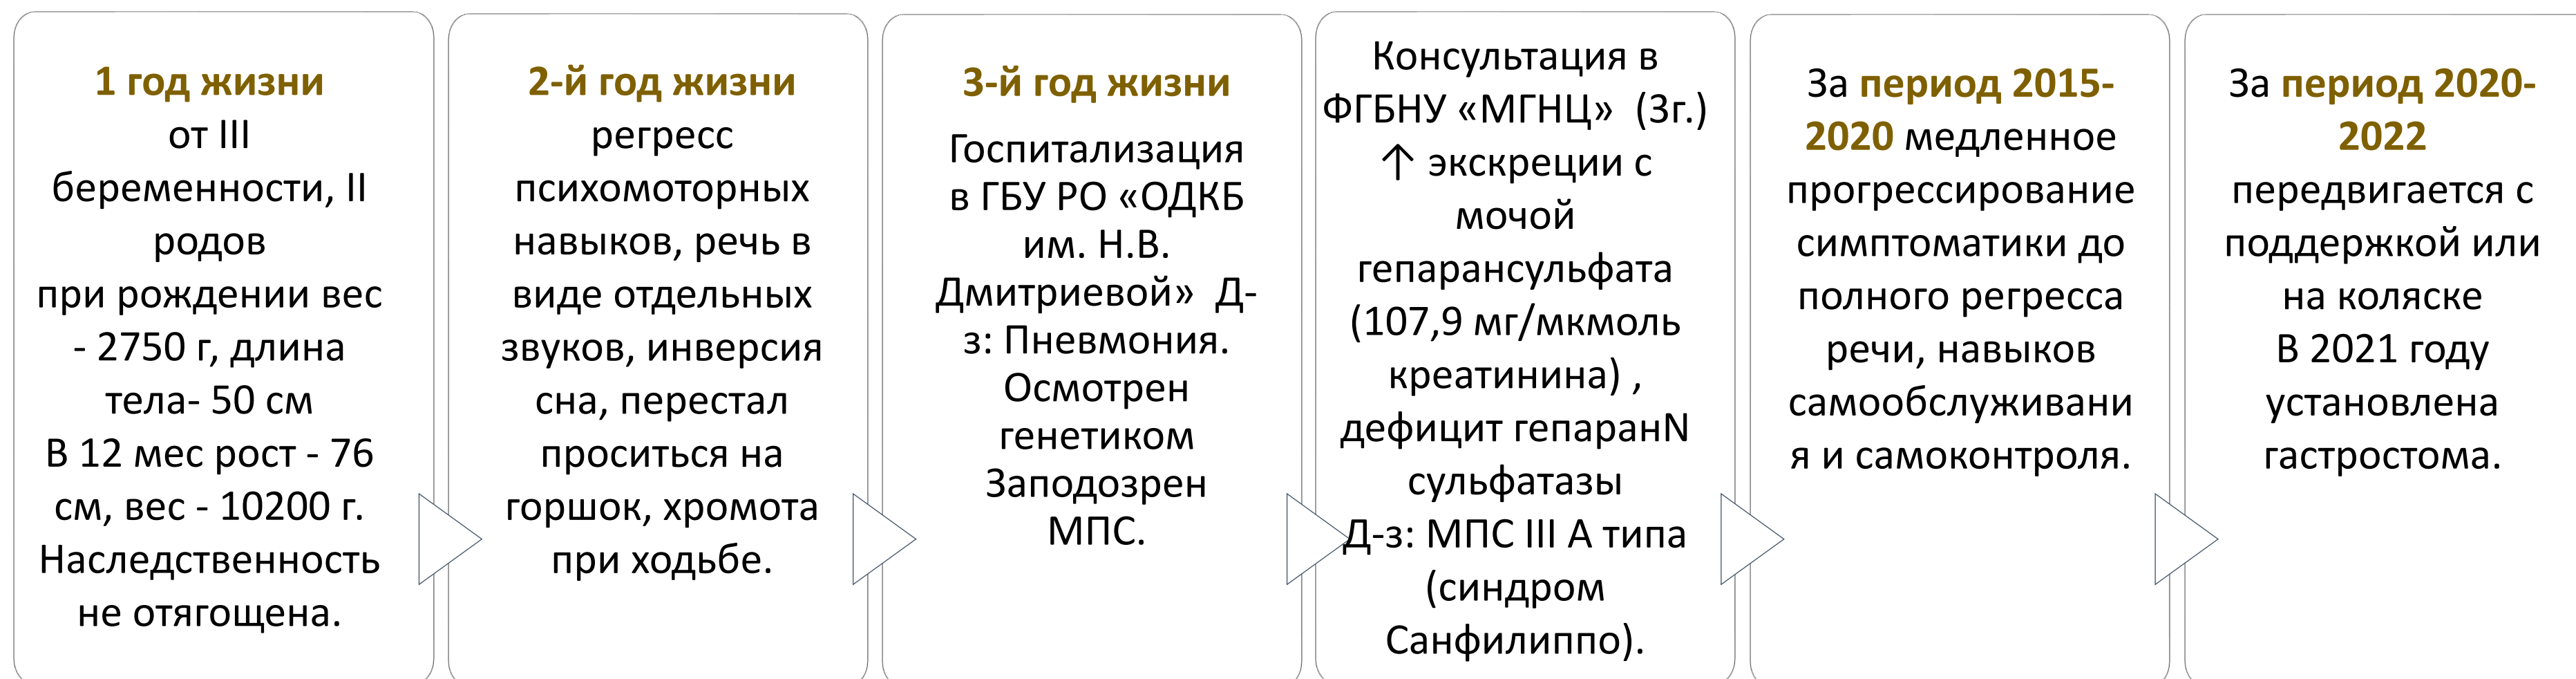 1 год жизни
от III
беременности, II
родов
при рождении вес
- 2750 г, длина
тела- 50 см
В 12 мес рост - 76
см, вес - 10200 г.
Наследственность
не отягощена.
2-й год жизни
регресс
психомоторных
навыков, речь в
виде отдельных
звуков, инверсия
сна, перестал
проситься на
горшок, хромота
при ходьбе.
3-й год жизни
Госпитализация
в ГБУ РО «ОДКБ
им. Н.В.
Дмитриевой» Д-
з: Пневмония.
Осмотрен
генетиком
Заподозрен
МПС.
Консультация в
ФГБНУ «МГНЦ» (3г.)
↑ экскреции с
мочой
гепарансульфата
(107,9 мг/мкмоль
креатинина) ,
дефицит гепаранN
сульфатазы
Д-з: МПС III А типа
(синдром
Санфилиппо).
За период 2015-
2020 медленное
прогрессирование
симптоматики до
полного регресса
речи, навыков
самообслуживани
я и самоконтроля.
За период 2020-
2022
передвигается с
поддержкой или
на коляске
В 2021 году
установлена
гастростома.